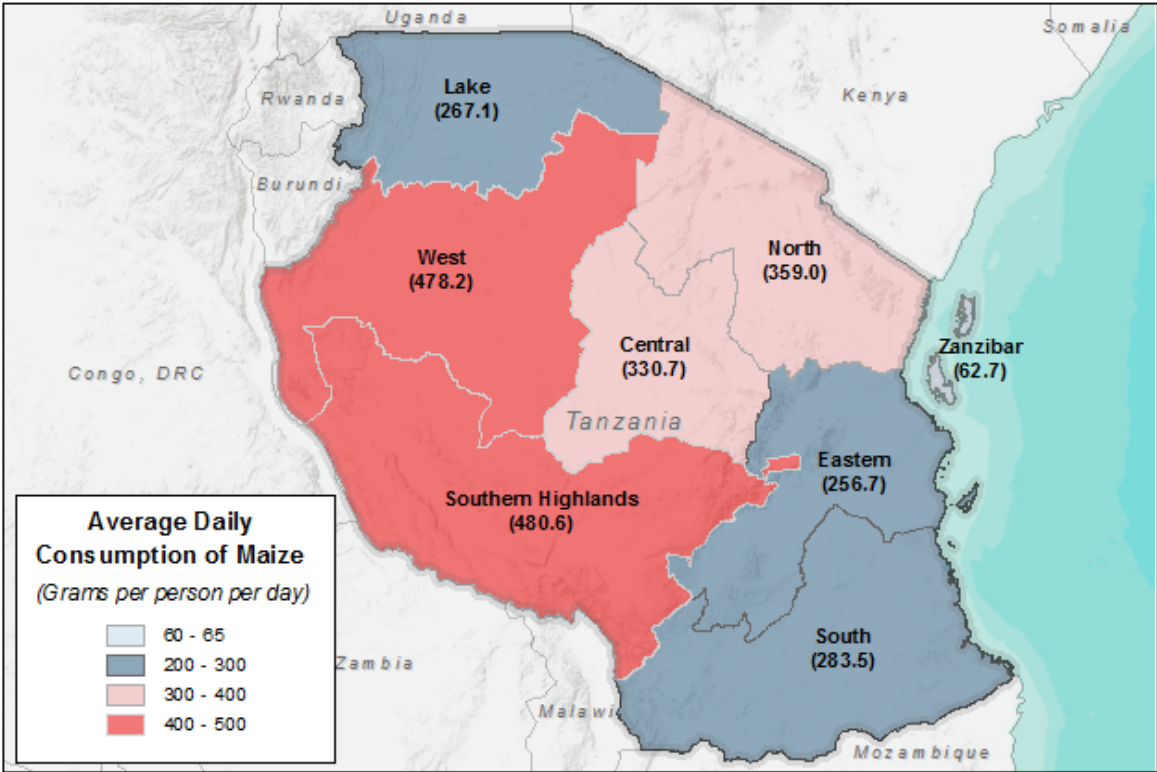 Uganda
Somalia
Lake
(267.1)
Rwanda
Kenya
Burundi
West
(478.2)
North
(359.0)
Central
(330.7)
Zanzibar
(62.7)
Congo, DRC
Tanzania
Eastern
(256.7)
Southern Highlands
(480.6)
Average Daily
Consumption of Maize
(Grams per person per day)
60 - 65
200 - 300
300 - 400
400 - 500
South
(283.5)
Zambia
Malawi
Mozambique